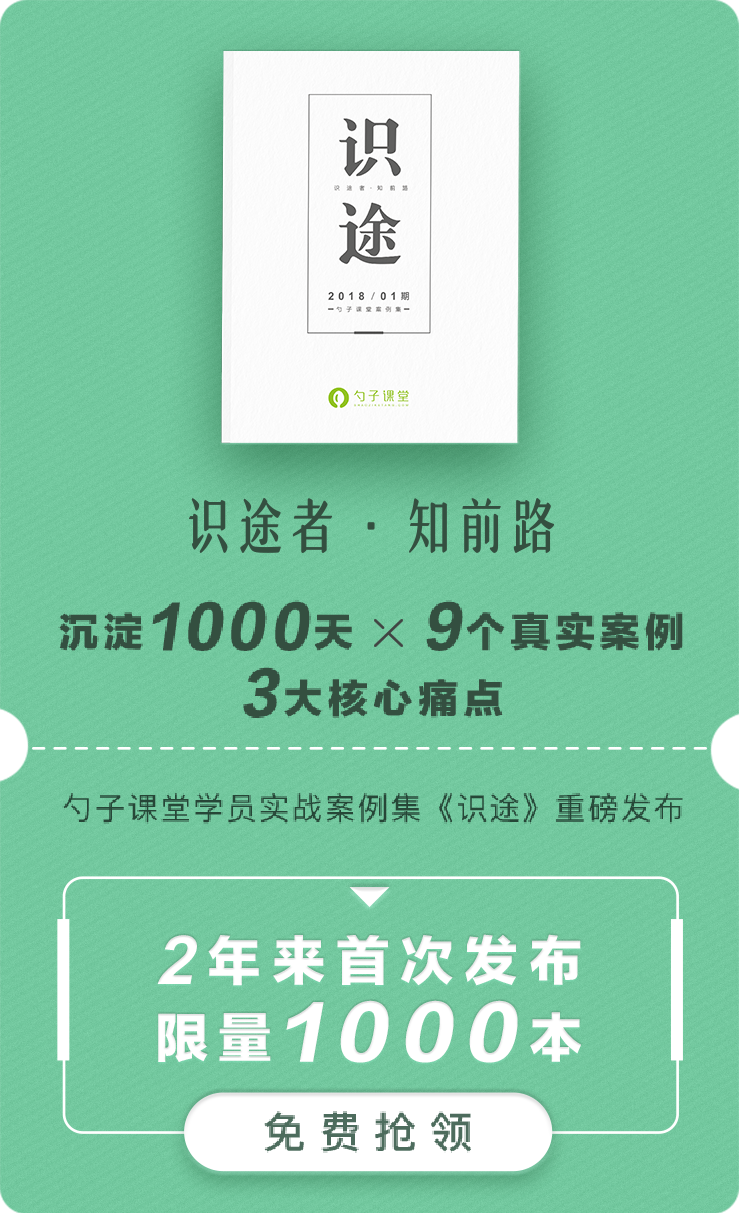 识
识途者·知前路
途
2018/01期
勺子课堂案例集
勺子课堂
识途者·知前路
沉淀1000天×9个真实案例
3大核心痛点
勺子课堂学员实战案例集《识途》重磅发布
2年来首次发布
限量1000本
免费抢领